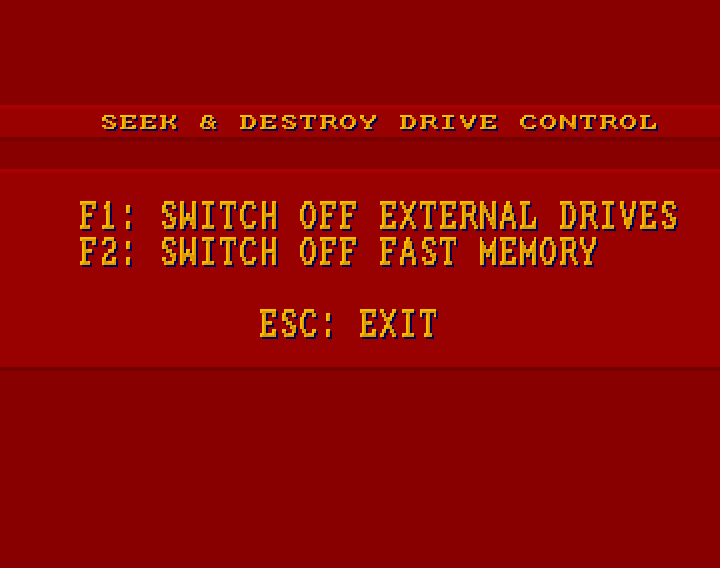 SEEK & DESTROY DRIVE CONTROL
F1: SWITCH OFF EXTERNAL DRIVES
F2: SWITCH OFF FAST MEMORY
ESC: EXIT